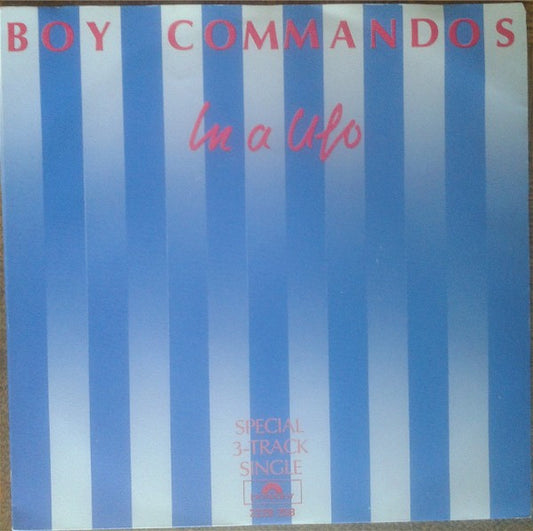 BOY COMMANDOS
In a Ufo
SPECIAL
3-TRACK
SINGLE